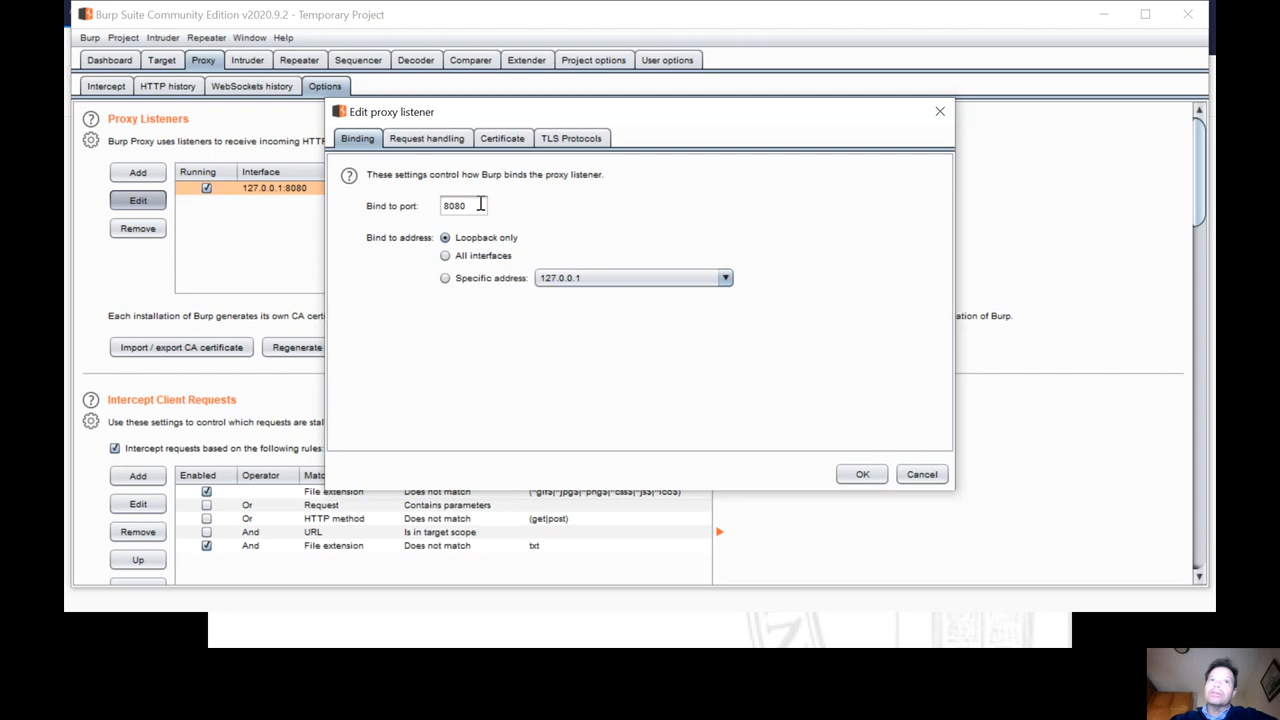 Burp Suite Community Edition v2020.9.2 - Temporary Project
Burp Project Intruder Repeater Window Help
Dashboard Target Proxy Intruder Repeater Sequencer Decoder Comparer Extender Project options User options
Intercept HTTP history WebSockets history Options
Edit proxy listener
Proxy Listeners
Binding Request handling Certificate TLS Protocols
Burp Proxy uses listeners to receive incoming HTT
Add Running Interface
These settings control how Burp binds the proxy listener.
127.0.0.1:8080
Edit
Bind to port: 8080
Remove
Bind to address: Loopback only
All interfaces
Specific address: 127.0.0.1
Each installation of Burp generates its own CA certi ation of Burp.
Import / export CA certificate Regenerate
Intercept Client Requests
Use these settings to control which requests are stal
Intercept requests based on the following rules:
OK Cancel
Add Enabled Operator Matc
File extension Does not match
Edit Or Request Contains parameters
Or HTTP method Does not match (get|post)
Remove And URL Is in target scope
And File extension Does not match txt
Up